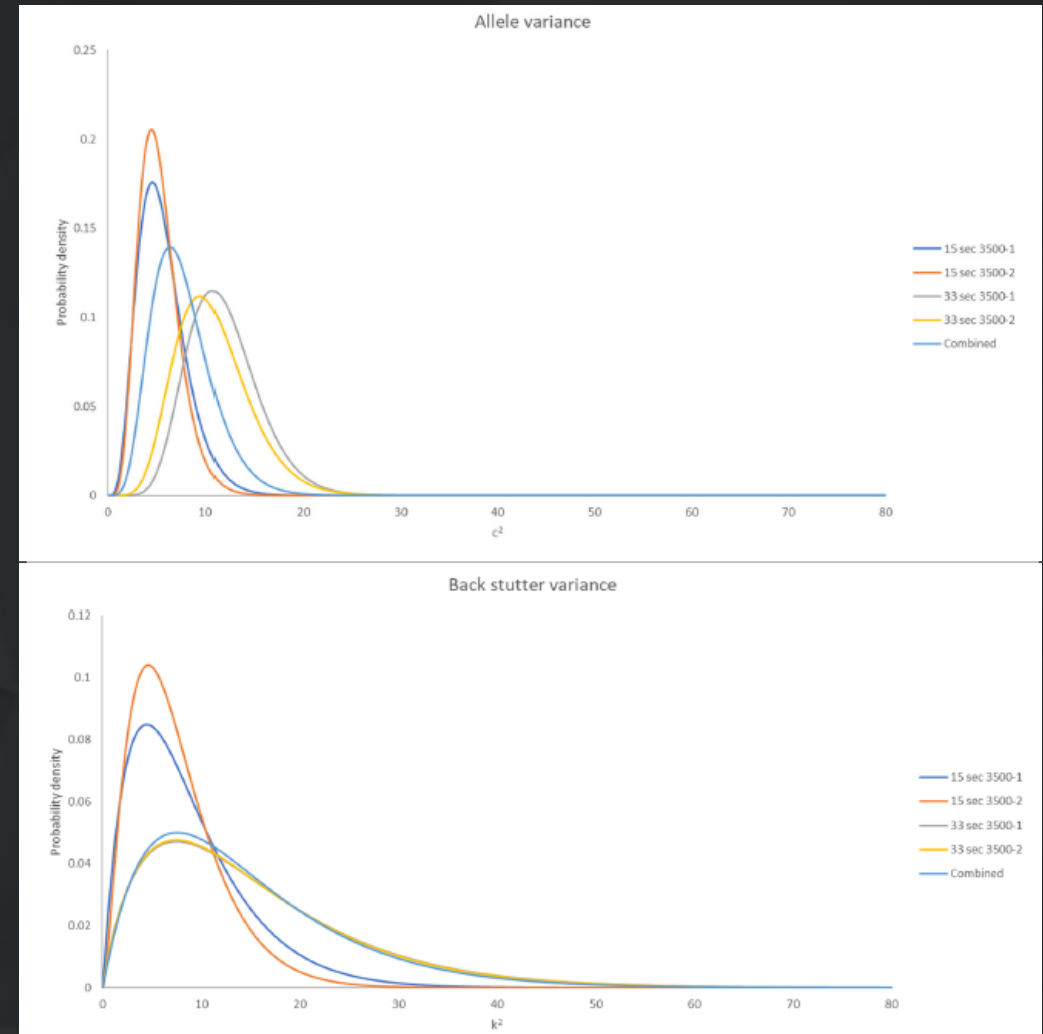 Allele variance
0.25
0.2
0.15
0.1
0.05
0
Probability density
0 10 20 30 40 50 60 70 80
c²
15 sec 3500-1
15 sec 3500-2
33 sec 3500-1
33 sec 3500-2
Combined
Back stutter variance
0.12
0.1
0.08
0.06
0.04
0.02
0
Probability density
0 10 20 30 40 50 60 70 80
k²
15 sec 3500-1
15 sec 3500-2
33 sec 3500-1
33 sec 3500-2
Combined